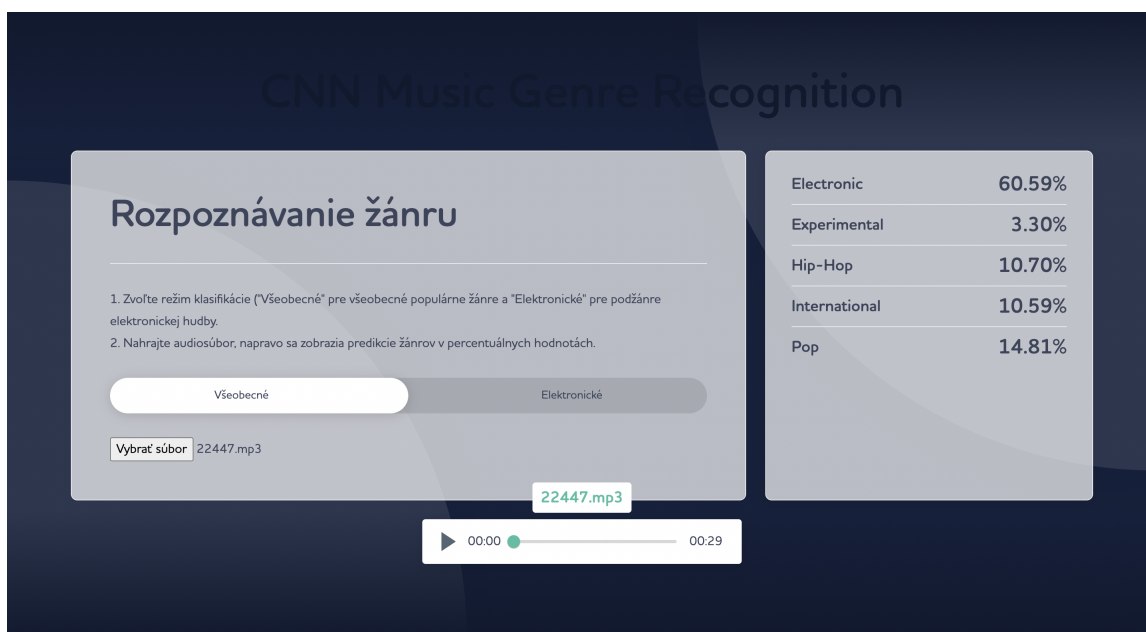 CNN Music Genre Recognition
Rozpoznávanie žánru
1. Zvoľte režim klasifikácie ("Všeobecné" pre všeobecné populárne žánre a "Elektronické" pre podžánre
elektronickej hudby.
2. Nahrajte audiosúbor, napravo sa zobrazia predikcie žánrov v percentuálnych hodnotách.
Všeobecné Elektronické
Vybrať súbor 22447.mp3
Electronic 60.59%
Experimental 3.30%
Hip-Hop 10.70%
International 10.59%
Pop 14.81%
22447.mp3
00:00 00:29